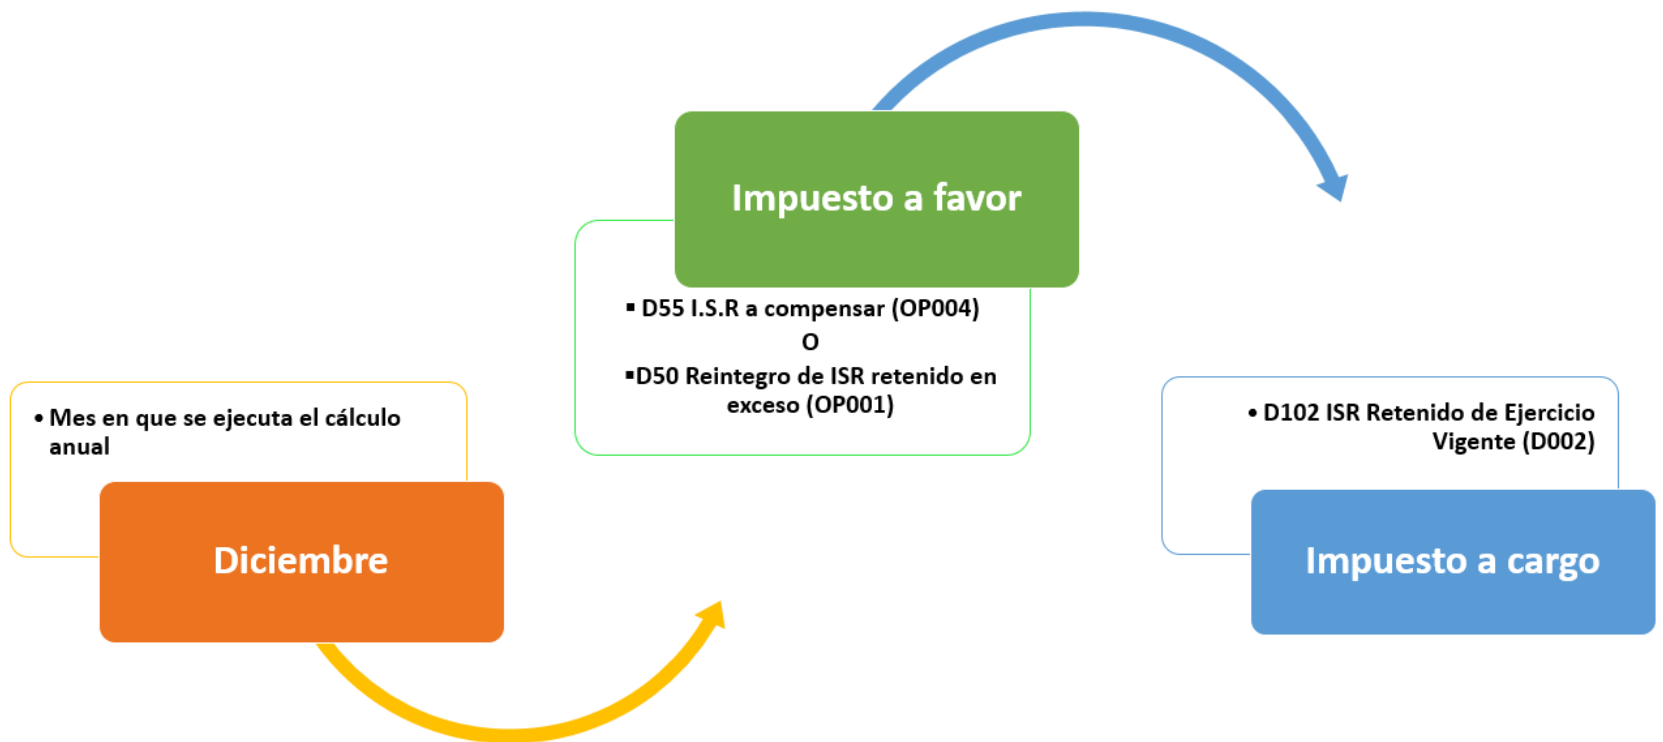 • Mes en que se ejecuta el cálculo
anual
Diciembre
Impuesto a favor
▪ D55 I.S.R a compensar (OP004)
O
▪D50 Reintegro de ISR retenido en
exceso (OP001)
• D102 ISR Retenido de Ejercicio
Vigente (D002)
Impuesto a cargo